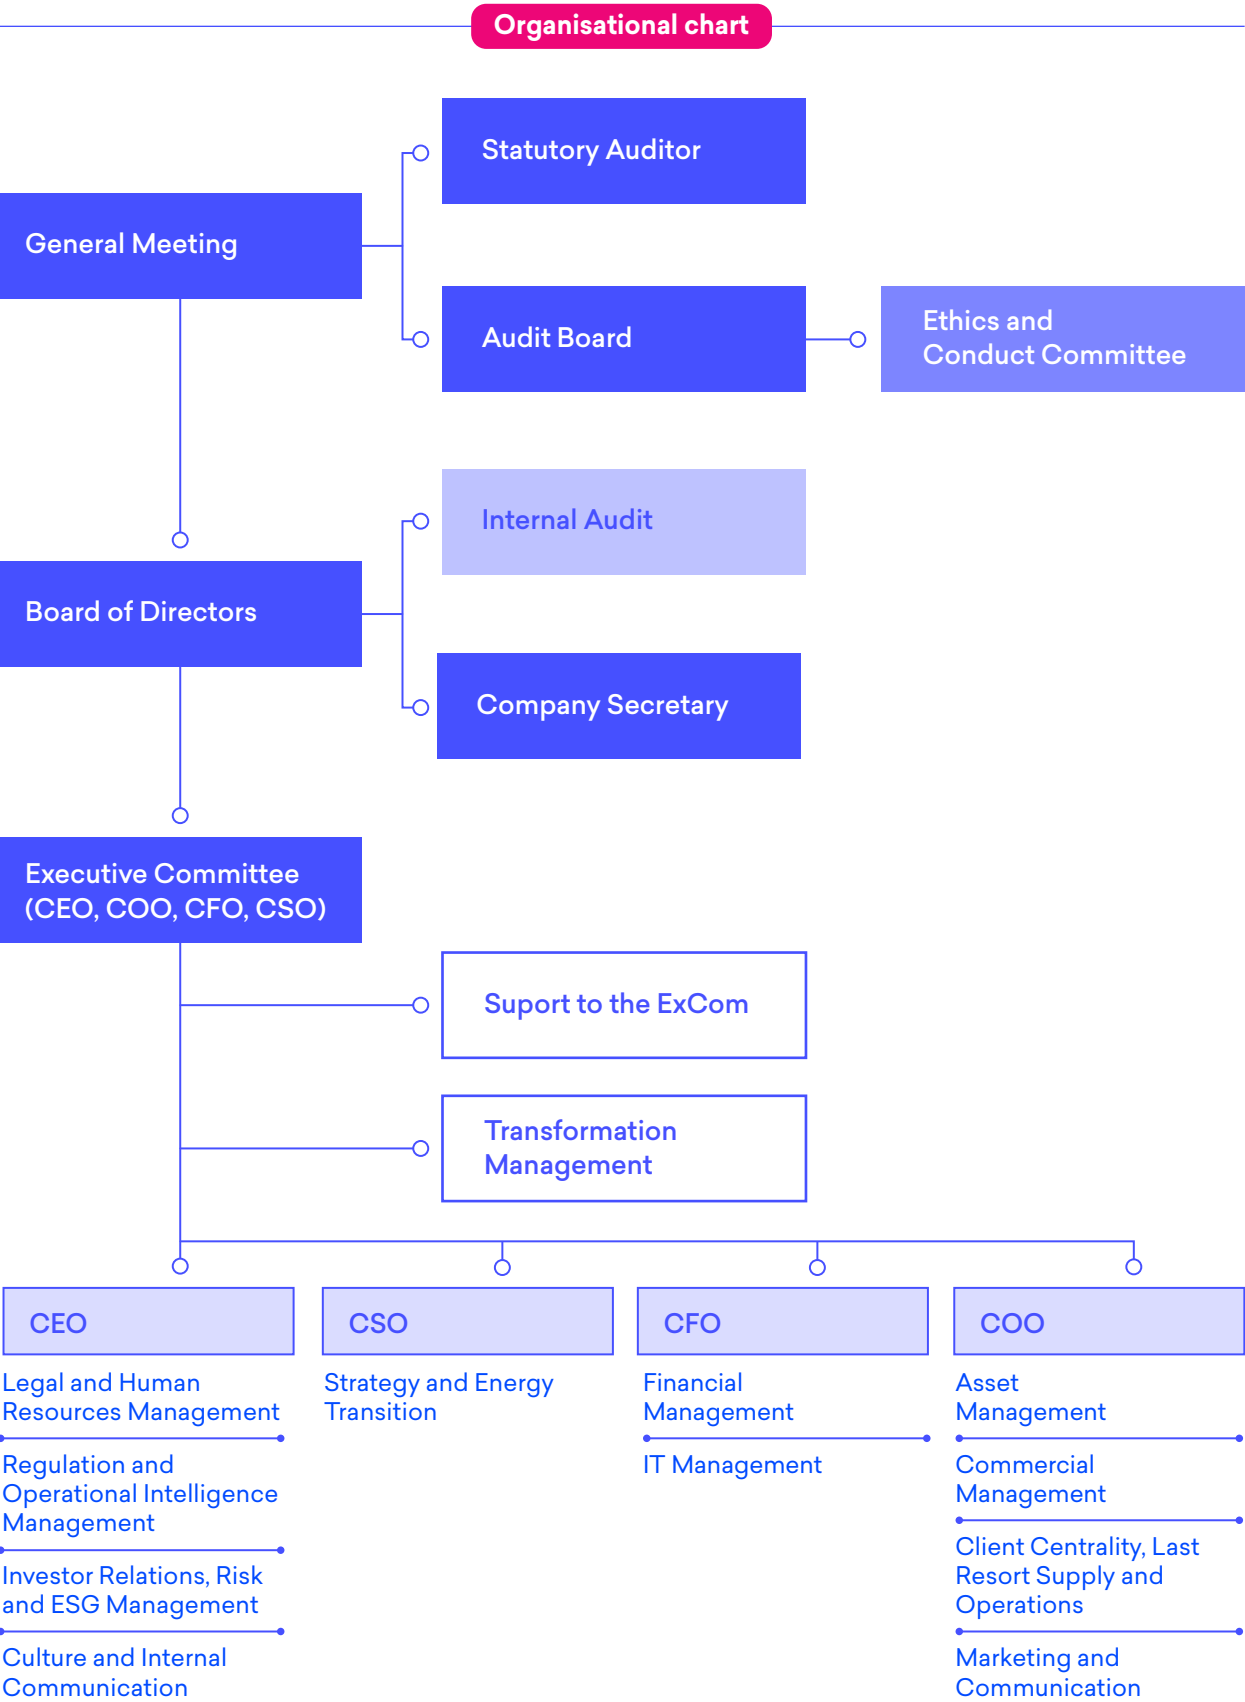 Organisational chart
Statutory Auditor
General Meeting
Audit Board
Ethics and
Conduct Committee
Internal Audit
Board of Directors
Company Secretary
Executive Committee
(CEO, COO, CFO, CSO)
Suport to the ExCom
Transformation
Management
CEO
Legal and Human
Resources Management
Regulation and
Operational Intelligence
Management
Investor Relations, Risk
and ESG Management
Culture and Internal
Communication
CSO
Strategy and Energy
Transition
CFO
Financial
Management
IT Management
COO
Asset
Management
Commercial
Management
Client Centrality, Last
Resort Supply and
Operations
Marketing and
Communication